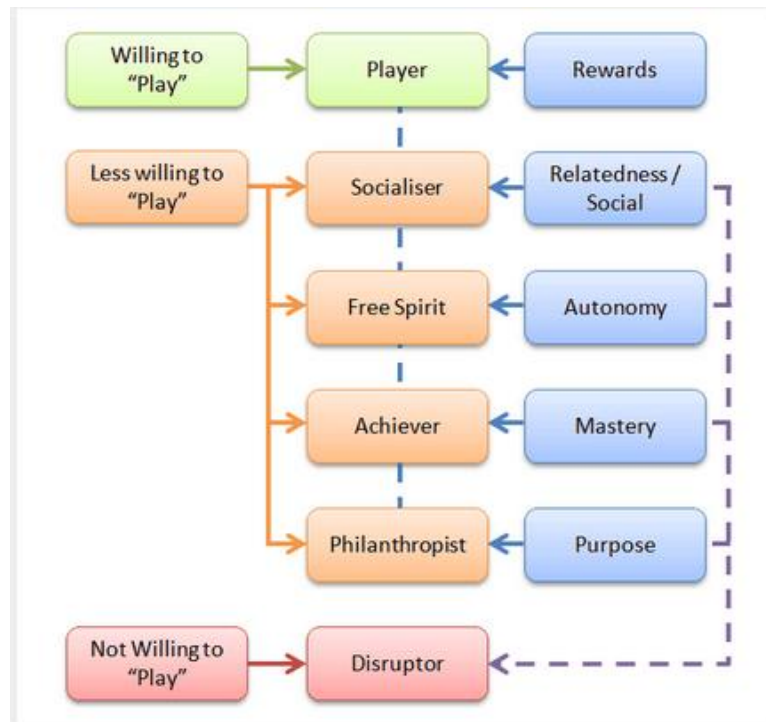 Willing to
“Play”
Player
Rewards
Less willing to
“Play”
Socialiser
Relatedness /
Social
Free Spirit
Autonomy
Achiever
Mastery
Philanthropist
Purpose
Not Willing to
“Play”
Disruptor